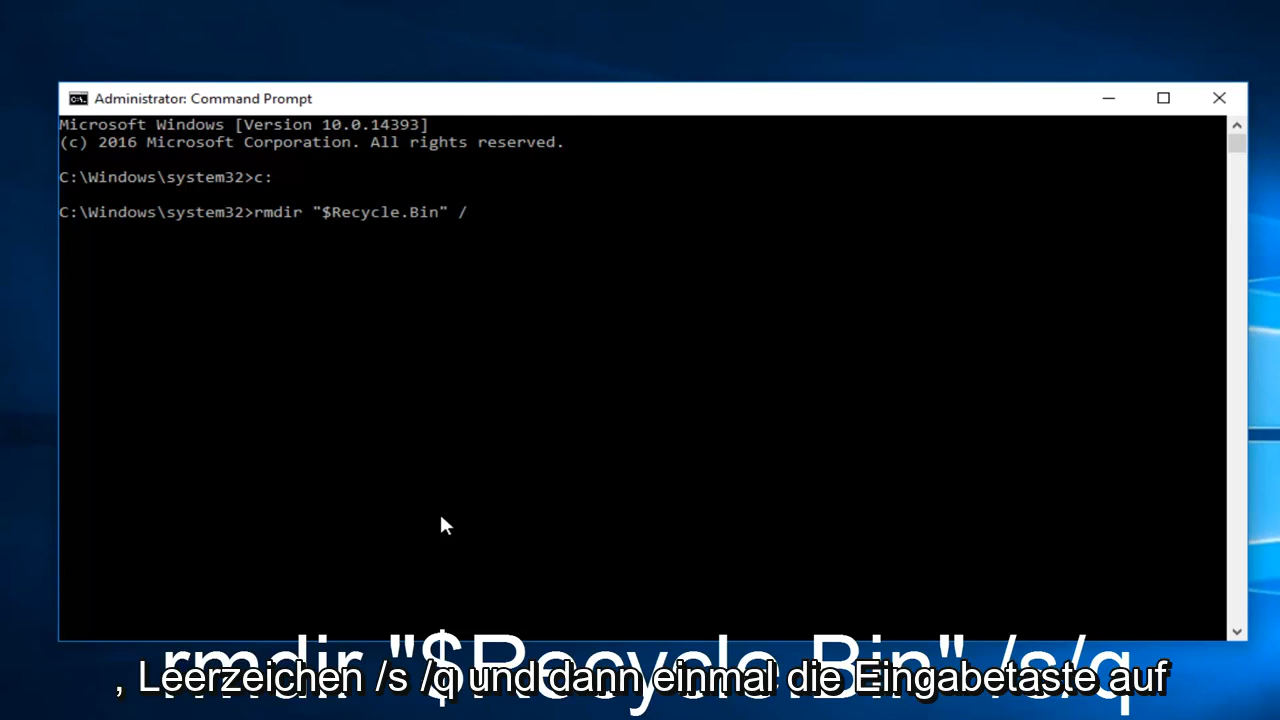 Administrator: Command Prompt
Microsoft Windows [Version 10.0.14393]
(c) 2016 Microsoft Corporation. All rights reserved.
C:\Windows\system32>c:
C:\Windows\system32>rmdir "$Recycle.Bin" /
rmdir "$Recycle.Bin" /s/q
, Leerzeichen /s /q und dann einmal die Eingabetaste auf